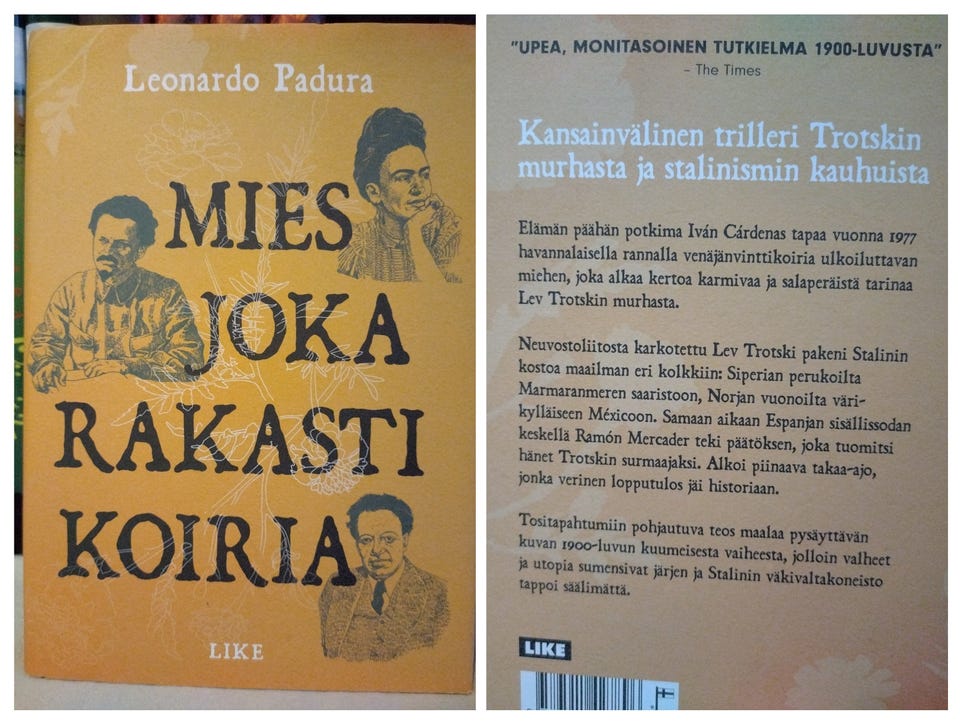 Leonardo Padura
MIES
JOKA
RAKASTI
KOIRIA
LIKE
"UPEA, MONITASOINEN TUTKIELMA 1900-LUVUSTA"
– The Times
Kansainvälinen trilleri Trotskin
murhasta ja stalinismin kauhuista
Elämän päähän potkima Iván Cárdenas tapaa vuonna 1977
havannalaisella rannalla venäjänvinttikoiria ulkoiluttavan
miehen, joka alkaa kertoa karmivaa ja salaperäistä tarinaa
Lev Trotskin murhasta.
Neuvostoliitosta karkotettu Lev Trotski pakeni Stalinin
kostoa maailman eri kolkkiin: Siperian perukoilta
Marmaranmeren saaristoon, Norjan vuonoilta väri-
kylläiseen Méxicoon. Samaan aikaan Espanjan sisällissodan
keskellä Ramón Mercader teki päätöksen, joka tuomitsi
hänet Trotskin surmaajaksi. Alkoi piinaava takaa-ajo,
jonka verinen lopputulos jäi historiaan.
Tositapahtumiin pohjautuva teos maalaa pysäyttävän
kuvan 1900-luvun kuumeisesta vaiheesta, jolloin valheet
ja utopia sumensivat järjen ja Stalinin väkivaltakoneisto
tappoi säälimättä.
LIKE